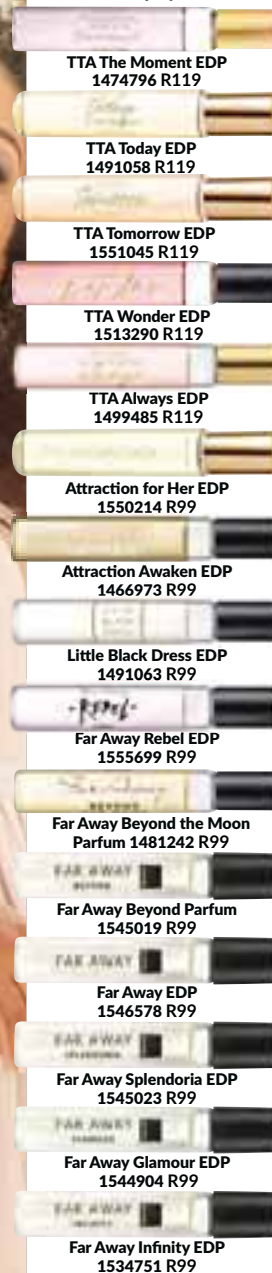 TTA The Moment EDP
1474796 R119
TTA Today EDP
1491058 R119
TTA Tomorrow EDP
1551045 R119
TTA Wonder EDP
1513290 R119
TTA Always EDP
1499485 R119
Attraction for Her EDP
1550214 R99
Attraction Awaken EDP
1466973 R99
Little Black Dress EDP
1491063 R99
REBEL
Far Away Rebel EDP
1555699 R99
BEYOND
Far Away Beyond the Moon
Parfum 1481242 R99
FAR AWAY
BEYOND
Far Away Beyond Parfum
1545019 R99
FAR AWAY
Far Away EDP
1546578 R99
FAR AWAY
SPLENDORIA
Far Away Splendoria EDP
1545023 R99
FAR AWAY
GLAMOUR
Far Away Glamour EDP
1544904 R99
FAR AWAY
INFINITY
Far Away Infinity EDP
1534751 R99